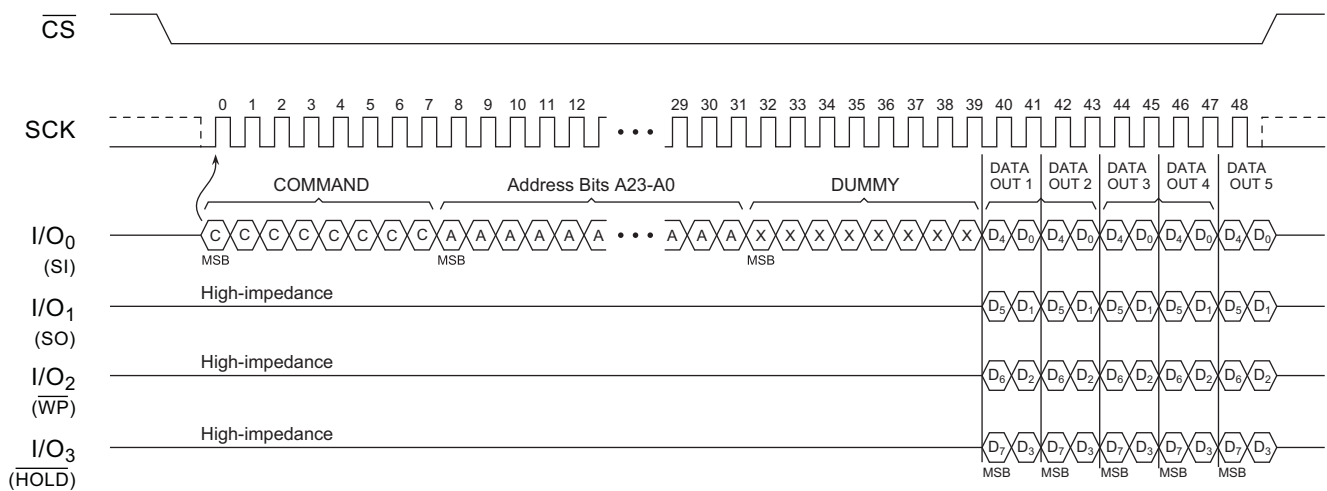 CS
SCK
0 1 2 3 4 5 6 7 8 9 10 11 12 29 30 31 32 33 34 35 36 37 38 39 40 41 42 43 44 45 46 47 48
COMMAND Address Bits A23-A0 DUMMY
DATA OUT 1 DATA OUT 2 DATA OUT 3 DATA OUT 4 DATA OUT 5
I/O0
(SI)
C C C C C C C C A A A A A A A A A X X X X X X X X D4 D0 D4 D0 D4 D0 D4 D0 D4 D0
MSB MSB MSB
I/O1
(SO)
High-impedance
D5 D1 D5 D1 D5 D1 D5 D1 D5 D1
I/O2
(WP)
High-impedance
D6 D2 D6 D2 D6 D2 D6 D2 D6 D2
I/O3
(HOLD)
High-impedance
D7 D3 D7 D3 D7 D3 D7 D3 D7 D3
MSB MSB MSB MSB MSB